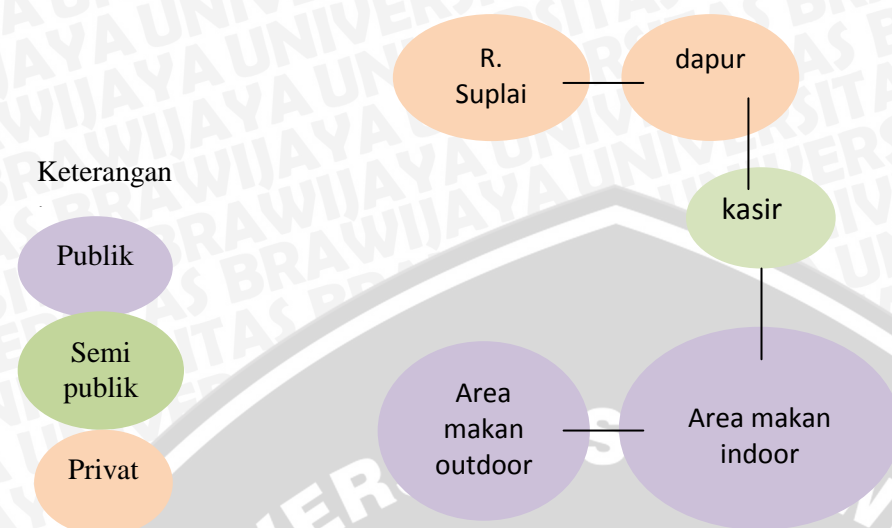 R.
Suplai
dapur
Keterangan
:
kasir
Publik
Semi
publik
Privat
Area
makan
outdoor
Area makan
indoor